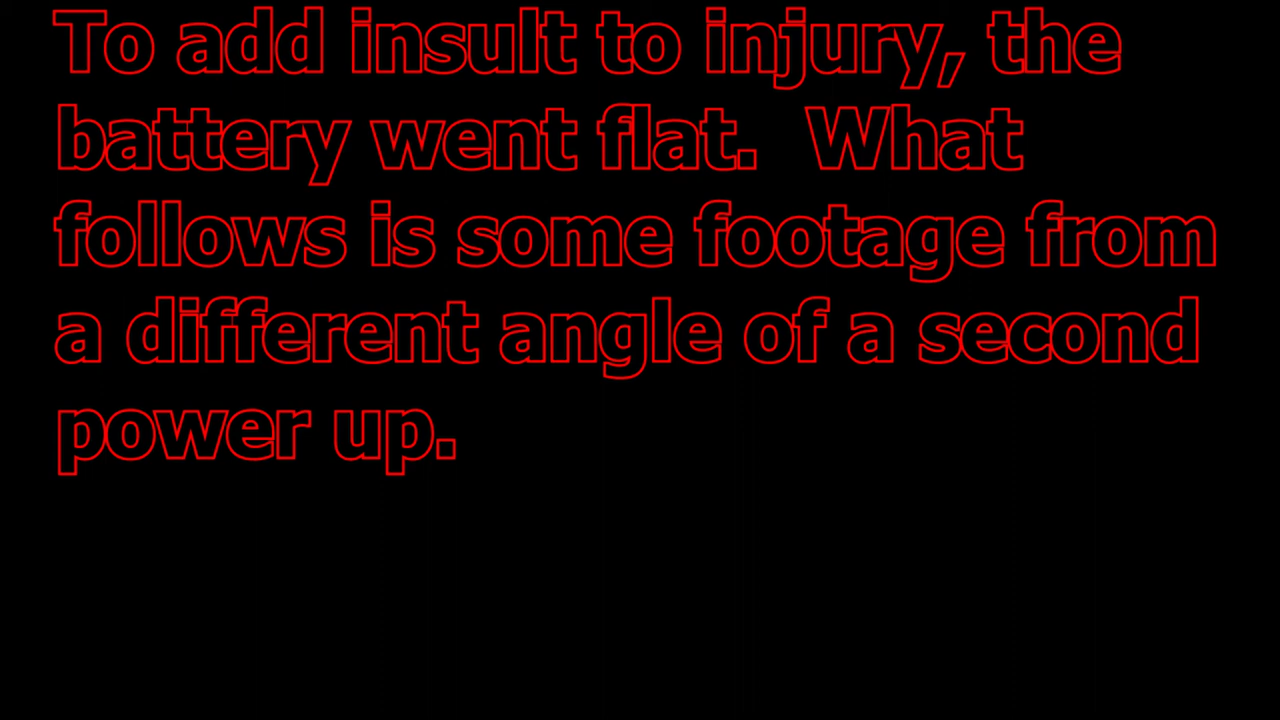 To add insult to injury, the
battery went flat.  What
follows is some footage from
a different angle of a second
power up.